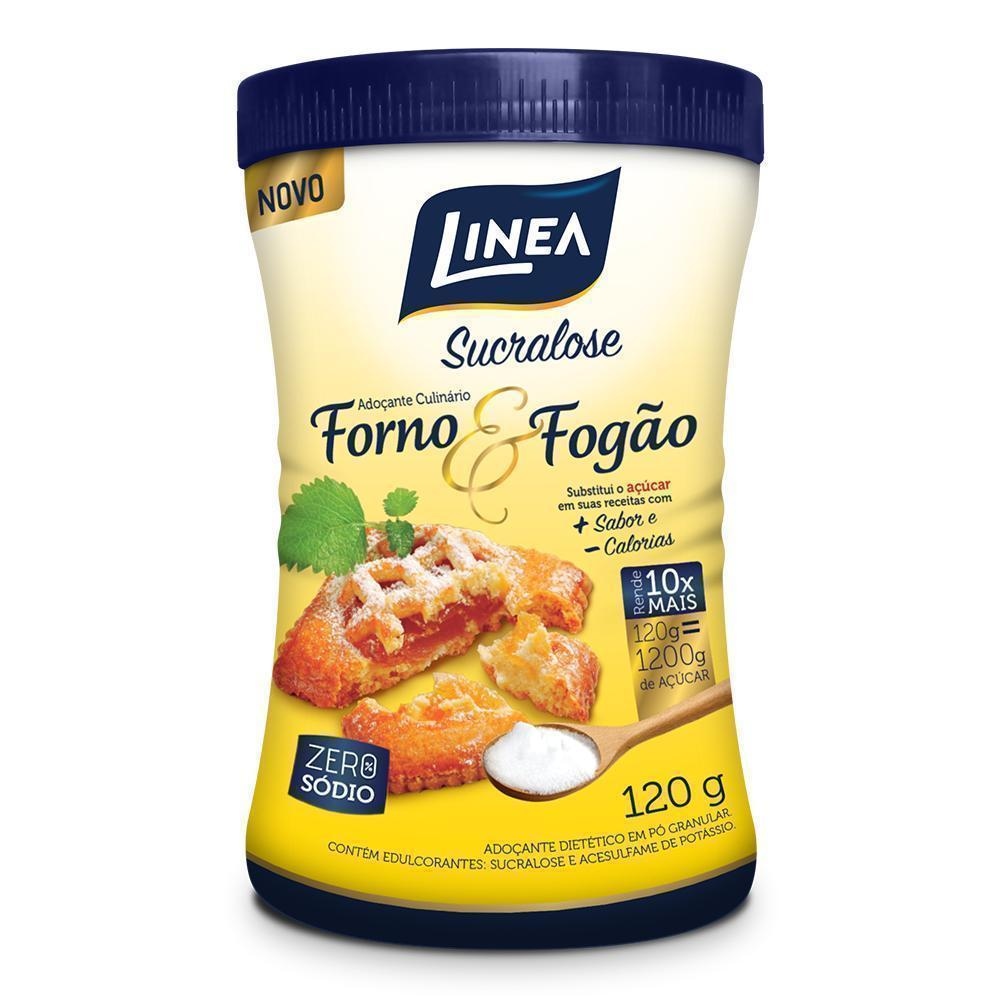 NOVO
LINEA
Sucralose
Adoçante Culinário
Forno & Fogão
Substitui o açúcar
em suas receitas com
+ Sabor e
- Calorias
Rende
10x
MAIS
120g =
1200g
de AÇÚCAR
ZER0%
SÓDIO
120 g
ADOÇANTE DIETÉTICO EM PÓ GRANULAR.
CONTÉM EDULCORANTES: SUCRALOSE E ACESULFAME DE POTÁSSIO.